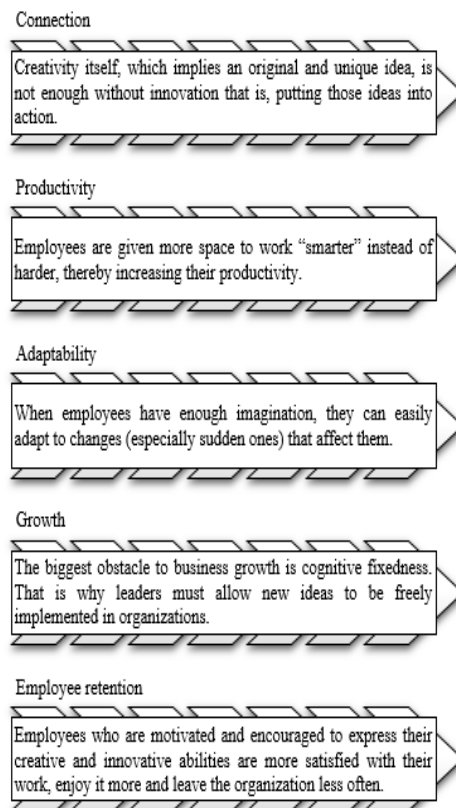 Connection
Creativity itself, which implies an original and unique idea, is
not enough without innovation that is, putting those ideas into
action.
Productivity
Employees are given more space to work “smarter” instead of
harder, thereby increasing their productivity.
Adaptability
When employees have enough imagination, they can easily
adapt to changes (especially sudden ones) that affect them.
Growth
The biggest obstacle to business growth is cognitive fixedness.
That is why leaders must allow new ideas to be freely
implemented in organizations.
Employee retention
Employees who are motivated and encouraged to express their
creative and innovative abilities are more satisfied with their
work, enjoy it more and leave the organization less often.